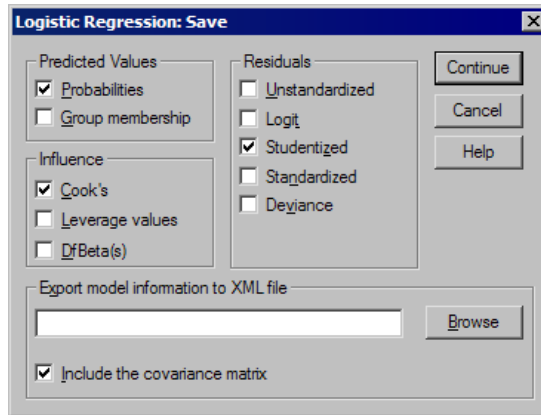 Logistic Regression: Save
Predicted Values
Probabilities
Group membership
Influence
Cook's
Leverage values
DfBeta(s)
Residuals
Unstandardized
Logit
Studentized
Standardized
Deviance
Continue
Cancel
Help
Export model information to XML file
Browse
Include the covariance matrix